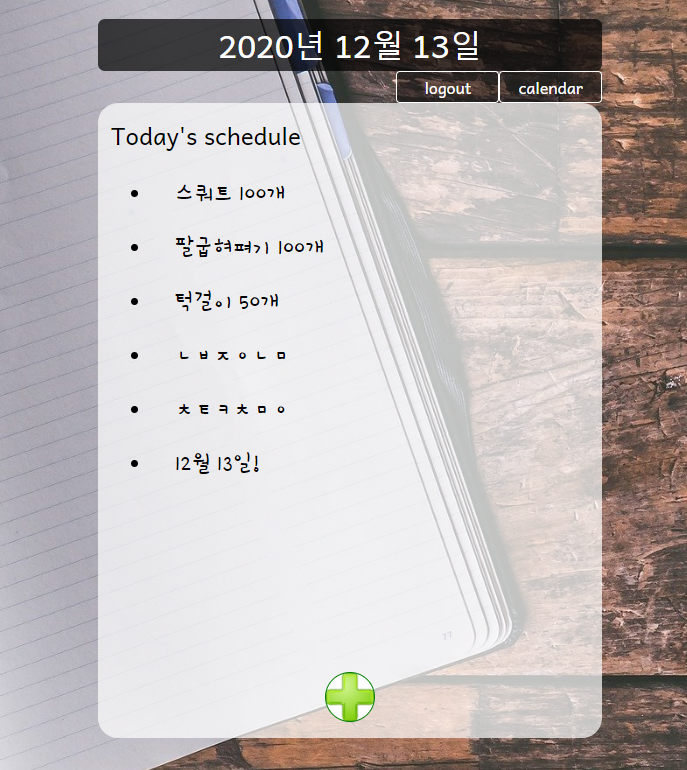 2020년 12월 13일
logout calendar
Today's schedule
스쿼트 100개
팔굽혀펴기 100개
턱걸이 50개
ㄴㅂㅈㅇㄴㅁ
ㅊㅌㅋㅊㅁㅇ
12월 13일!
77